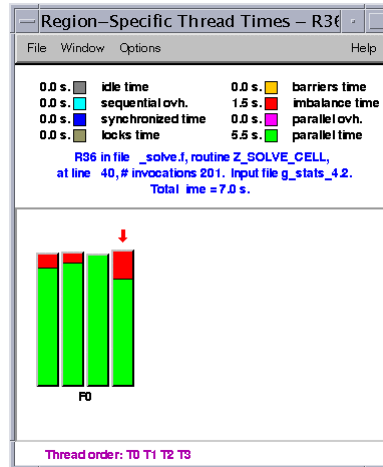 Region-Specific Thread Times - R36
File Window Options Help
0.0 s. idle time 0.0 s. barriers time
0.0 s. sequential ovh. 1.5 s. imbalance time
0.0 s. synchronized time 0.0 s. parallel ovh.
0.0 s. locks time 5.5 s. parallel time
R36 in file _solve.f, routine Z_SOLVE_CELL,
at line 40, # invocations 201. Input file g_stats_4.2.
Total ime = 7.0 s.
F0
Thread order: T0 T1 T2 T3